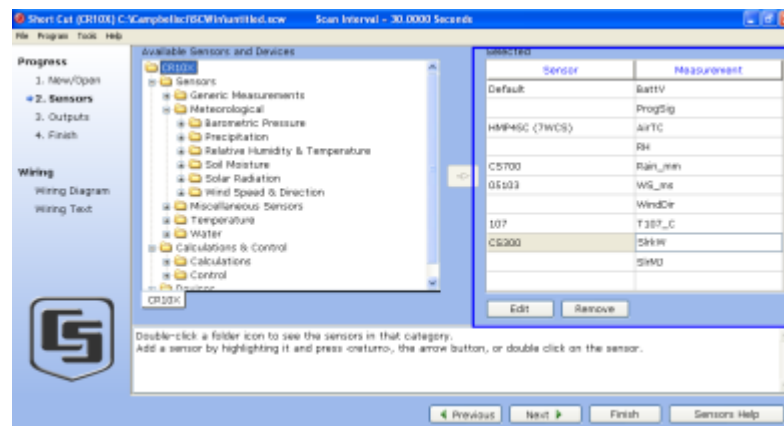 Short Cut (CR10X) C:\Campbellsci\SCWin\untitled.scw Scan Interval = 30.0000 Seconds
File Program Tools Help
Progress
1. New/Open
2. Sensors
3. Outputs
4. Finish
Wiring
Wiring Diagram
Wiring Text
Available Sensors and Devices
CR10X
Sensors
Generic Measurements
Meteorological
Barometric Pressure
Precipitation
Relative Humidity & Temperature
Soil Moisture
Solar Radiation
Wind Speed & Direction
Miscellaneous Sensors
Temperature
Water
Calculations & Control
Calculations
Control
Devices
CR10X
Selected
Sensor Measurement
Default BattV
ProgSig
HMP45C (7WCS) AirTC
RH
CS700 Rain_mm
05103 WS_ms
WindDir
107 T107_C
CS300 SlrkW
SlrMJ
Edit Remove
Double-click a folder icon to see the sensors in that category.
Add a sensor by highlighting it and press <return>, the arrow button, or double click on the sensor.
Previous Next Finish Sensors Help